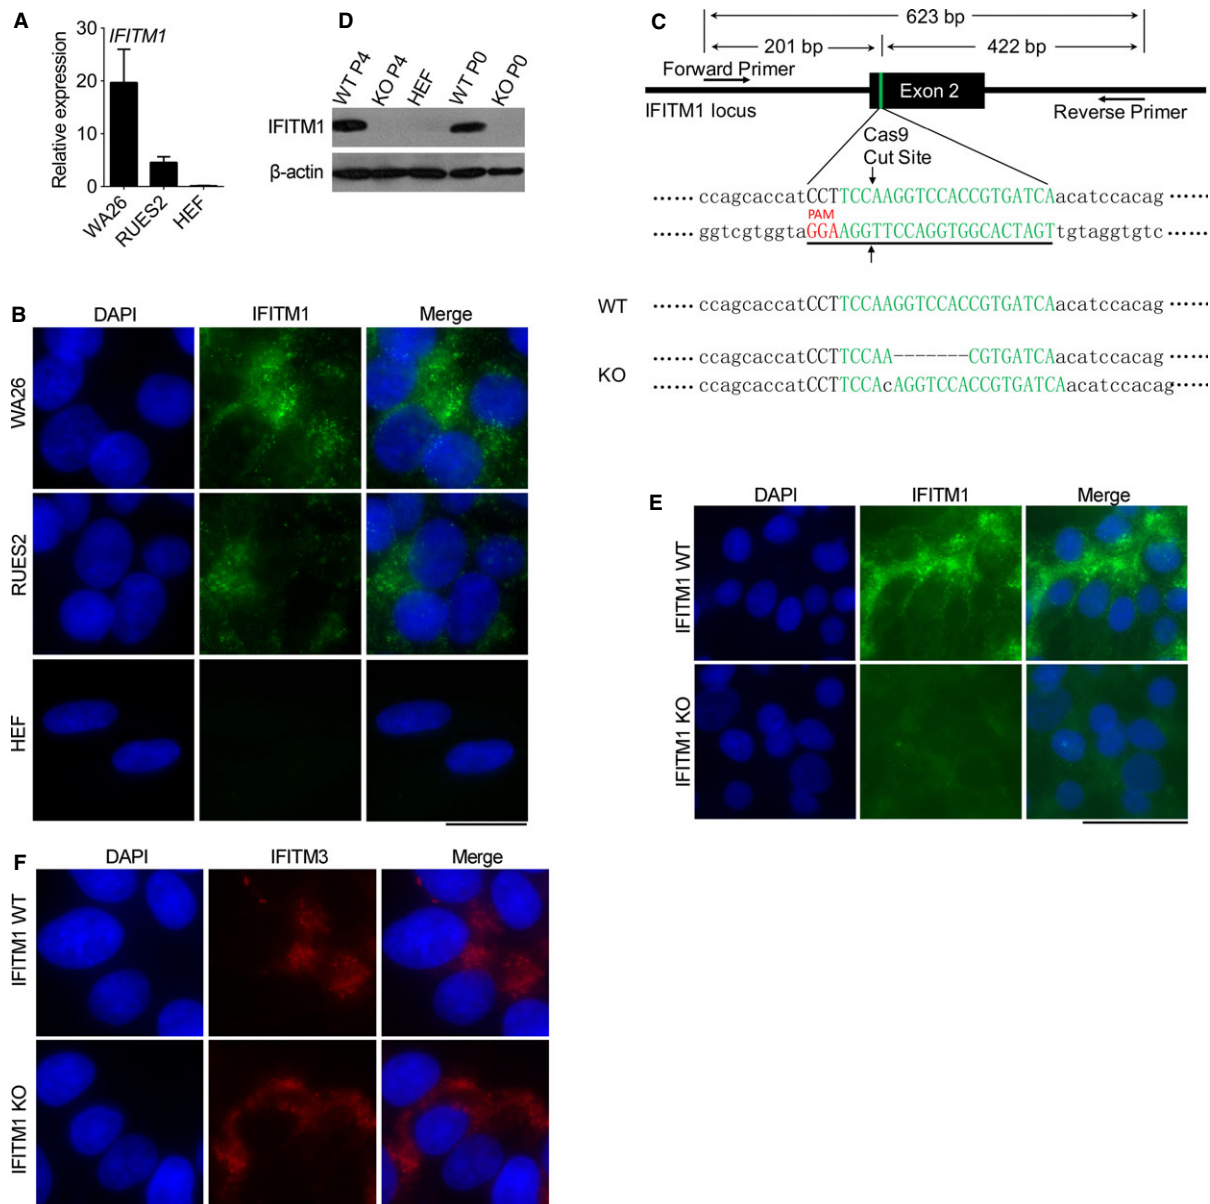 A
IFITM1
Relative expression
30
20
10
0
WA26
RUES2
HEF
D
WT P4
KO P4
HEF
WT P0
KO P0
IFITM1
β-actin
C
623 bp
201 bp
422 bp
Forward Primer
Exon 2
IFITM1 locus
Reverse Primer
Cas9
Cut Site
······ ccagcaccatCCTTCCAAGGTCCACCGTGATCAacatccacag ······
PAM
······ ggtcgtggtaGGAAGGTTCCAGGTGGCACTAGTtgtaggtgtc ······
WT
······ ccagcaccatCCTTCCAAGGTCCACCGTGATCAacatccacag ······
KO
······ ccagcaccatCCTTCCAA-------CGTGATCAacatccacag ······
······ ccagcaccatCCTTCCAcAGGTCCACCGTGATCAacatccacag ······
B
DAPI
IFITM1
Merge
WA26
RUES2
HEF
E
DAPI
IFITM1
Merge
IFITM1 WT
IFITM1 KO
F
DAPI
IFITM3
Merge
IFITM1 WT
IFITM1 KO